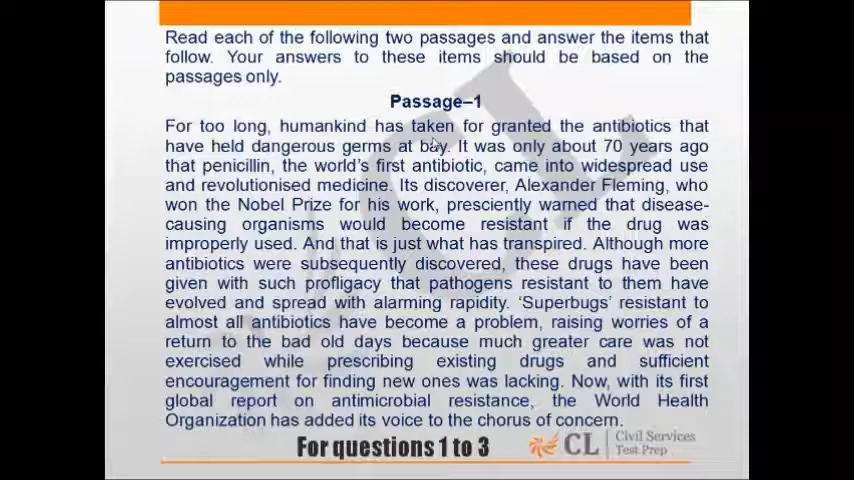 Read each of the following two passages and answer the items that
follow. Your answers to these items should be based on the
passages only.
Passage–1
For too long, humankind has taken for granted the antibiotics that
have held dangerous germs at bay. It was only about 70 years ago
that penicillin, the world's first antibiotic, came into widespread use
and revolutionised medicine. Its discoverer, Alexander Fleming, who
won the Nobel Prize for his work, presciently warned that disease-
causing organisms would become resistant if the drug was
improperly used. And that is just what has transpired. Although more
antibiotics were subsequently discovered, these drugs have been
given with such profligacy that pathogens resistant to them have
evolved and spread with alarming rapidity. ‘Superbugs’ resistant to
almost all antibiotics have become a problem, raising worries of a
return to the bad old days because much greater care was not
exercised while prescribing existing drugs and sufficient
encouragement for finding new ones was lacking. Now, with its first
global report on antimicrobial resistance, the World Health
Organization has added its voice to the chorus of concern.
For questions 1 to 3
CL Civil Services
Test Prep
CL